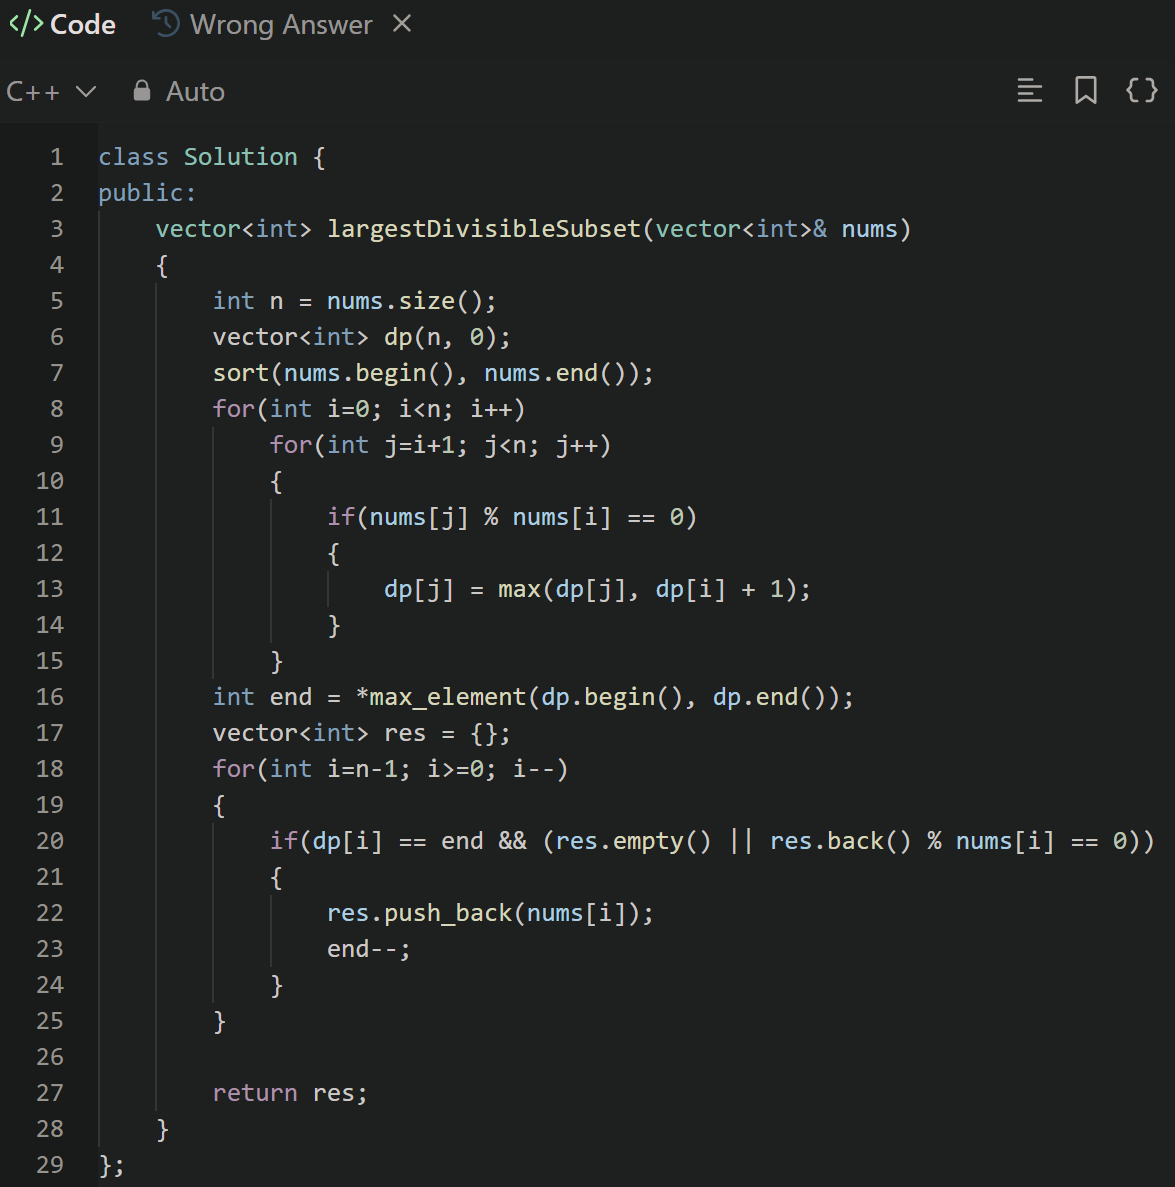 </> Code Wrong Answer ×
C++ Auto {}
1 class Solution {
2 public:
3     vector<int> largestDivisibleSubset(vector<int>& nums)
4     {
5         int n = nums.size();
6         vector<int> dp(n, 0);
7         sort(nums.begin(), nums.end());
8         for(int i=0; i<n; i++)
9             for(int j=i+1; j<n; j++)
10             {
11                 if(nums[j] % nums[i] == 0)
12                 {
13                     dp[j] = max(dp[j], dp[i] + 1);
14                 }
15             }
16         int end = *max_element(dp.begin(), dp.end());
17         vector<int> res = {};
18         for(int i=n-1; i>=0; i--)
19         {
20             if(dp[i] == end && (res.empty() || res.back() % nums[i] == 0))
21             {
22                 res.push_back(nums[i]);
23                 end--;
24             }
25         }
26
27         return res;
28     }
29 };